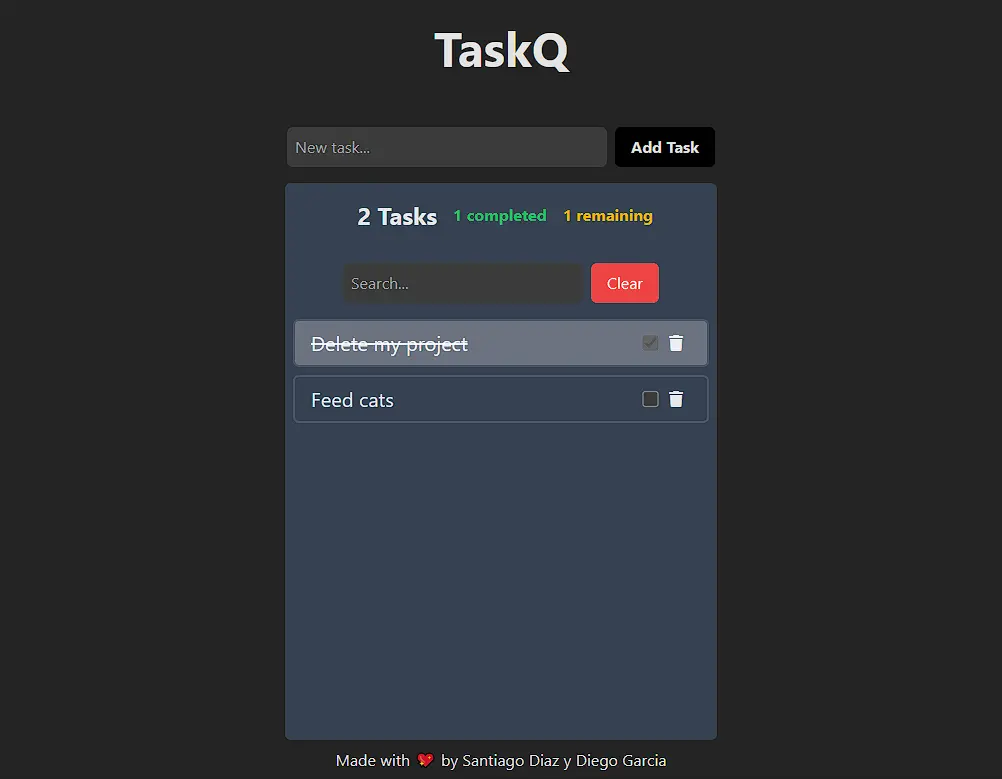 TaskQ
New task...
Add Task
2 Tasks 1 completed 1 remaining
Search...
Clear
Delete my project
Feed cats
Made with 💖 by Santiago Diaz y Diego Garcia